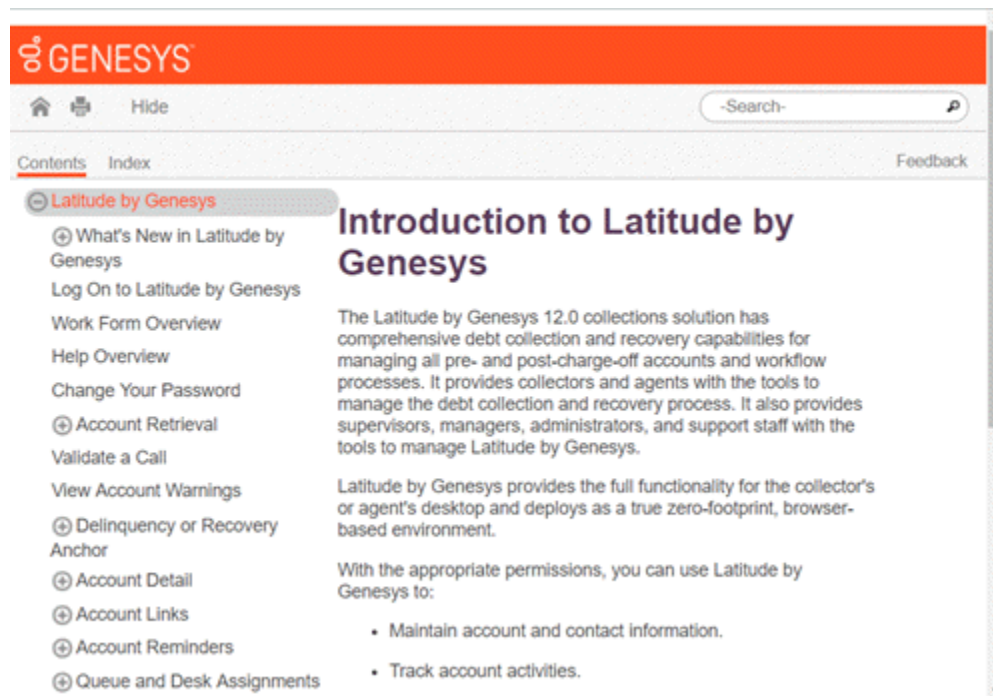 GENESYS
Hide
-Search-
Contents Index
Feedback
Latitude by Genesys
What's New in Latitude by
Genesys
Log On to Latitude by Genesys
Work Form Overview
Help Overview
Change Your Password
Account Retrieval
Validate a Call
View Account Warnings
Delinquency or Recovery
Anchor
Account Detail
Account Links
Account Reminders
Queue and Desk Assignments
Introduction to Latitude by
Genesys
The Latitude by Genesys 12.0 collections solution has
comprehensive debt collection and recovery capabilities for
managing all pre- and post-charge-off accounts and workflow
processes. It provides collectors and agents with the tools to
manage the debt collection and recovery process. It also provides
supervisors, managers, administrators, and support staff with the
tools to manage Latitude by Genesys.
Latitude by Genesys provides the full functionality for the collector's
or agent's desktop and deploys as a true zero-footprint, browser-
based environment.
With the appropriate permissions, you can use Latitude by
Genesys to:
• Maintain account and contact information.
• Track account activities.